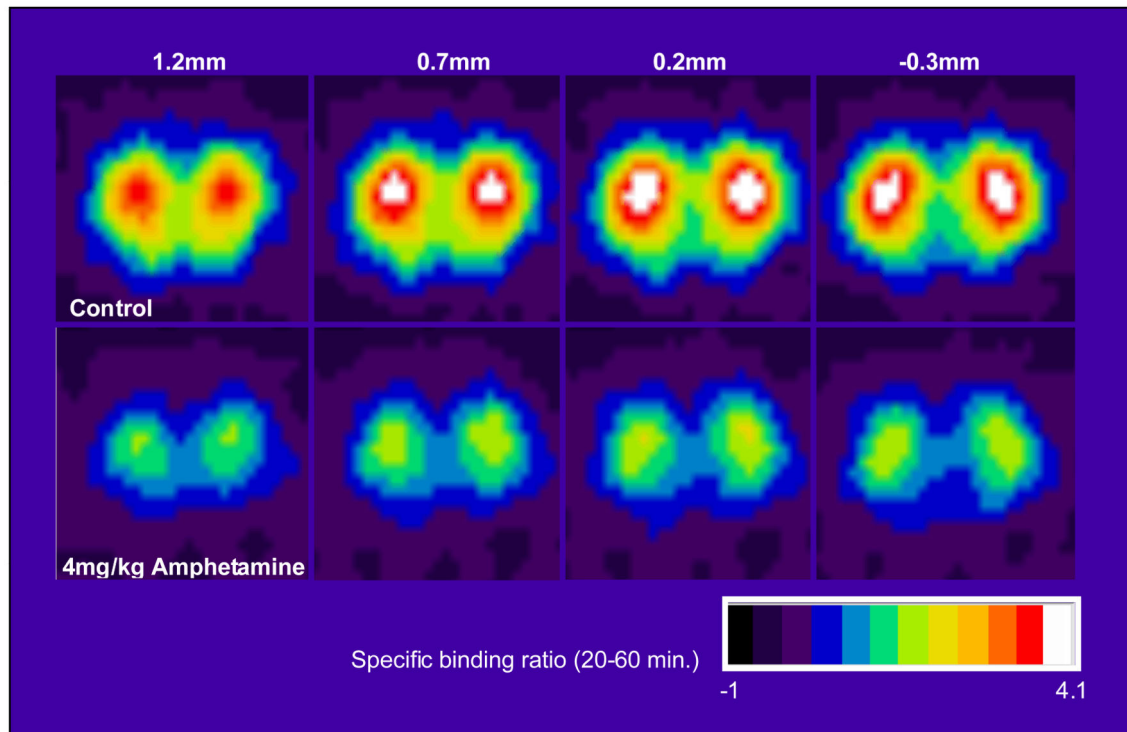 1.2mm 0.7mm 0.2mm -0.3mm
Control
4mg/kg Amphetamine
Specific binding ratio (20-60 min.)
-1 4.1